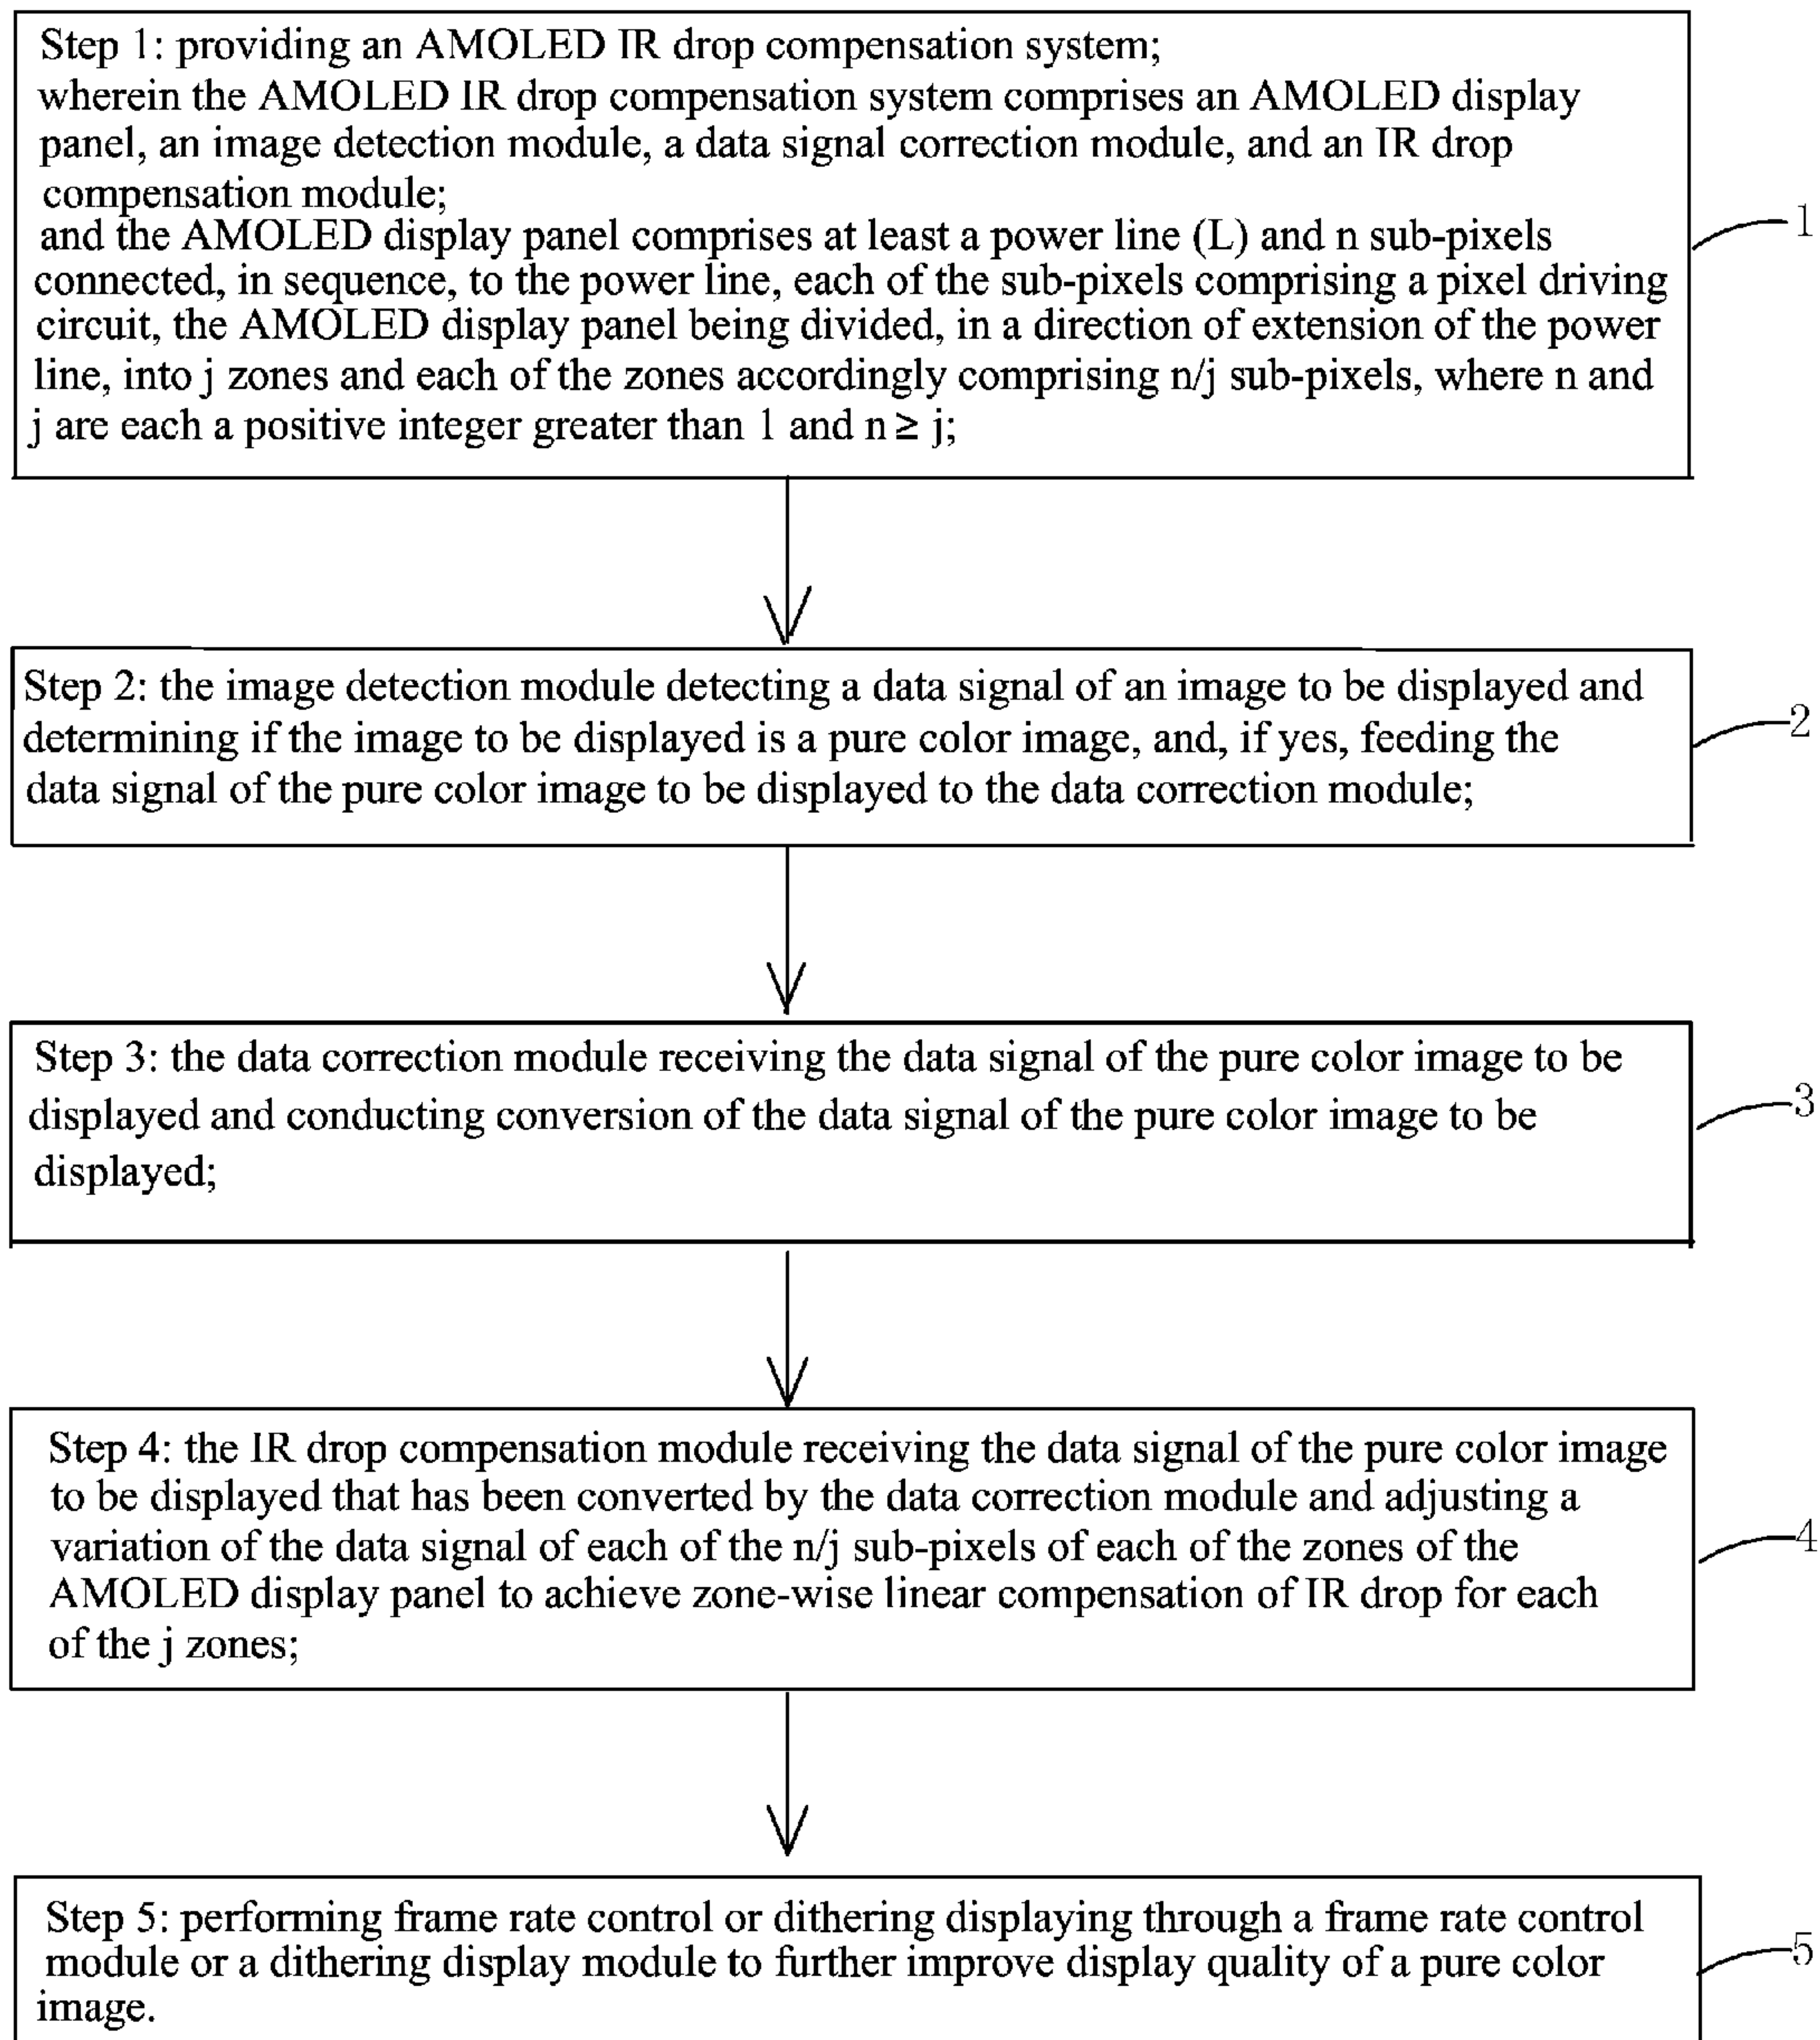 Step 1: providing an AMOLED IR drop compensation system;
wherein the AMOLED IR drop compensation system comprises an AMOLED display
panel, an image detection module, a data signal correction module, and an IR drop
compensation module;
and the AMOLED display panel comprises at least a power line (L) and n sub-pixels
connected, in sequence, to the power line, each of the sub-pixels comprising a pixel driving
circuit, the AMOLED display panel being divided, in a direction of extension of the power
line, into j zones and each of the zones accordingly comprising n/j sub-pixels, where n and
j are each a positive integer greater than 1 and n ≥ j;
1
Step 2: the image detection module detecting a data signal of an image to be displayed and
determining if the image to be displayed is a pure color image, and, if yes, feeding the
data signal of the pure color image to be displayed to the data correction module;
2
Step 3: the data correction module receiving the data signal of the pure color image to be
displayed and conducting conversion of the data signal of the pure color image to be
displayed;
3
Step 4: the IR drop compensation module receiving the data signal of the pure color image
to be displayed that has been converted by the data correction module and adjusting a
variation of the data signal of each of the n/j sub-pixels of each of the zones of the
AMOLED display panel to achieve zone-wise linear compensation of IR drop for each
of the j zones;
4
Step 5: performing frame rate control or dithering displaying through a frame rate control
module or a dithering display module to further improve display quality of a pure color
image.
5